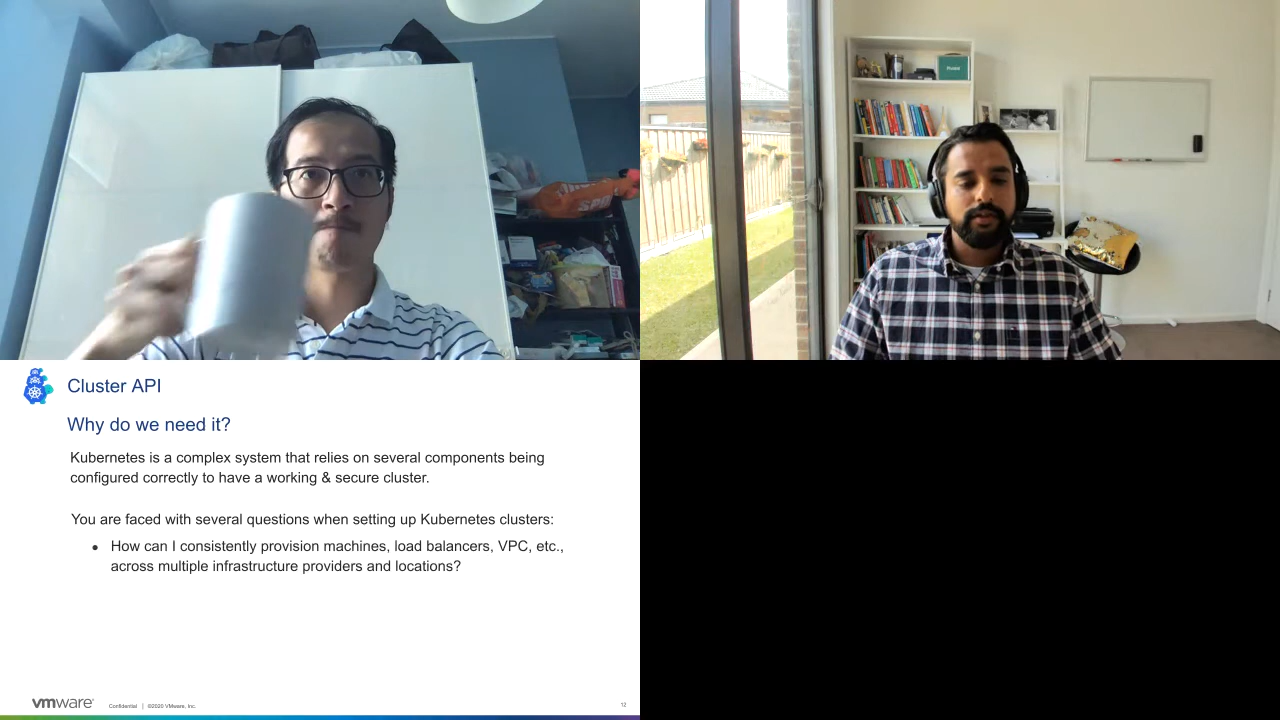 Cluster API
Why do we need it?
Kubernetes is a complex system that relies on several components being
configured correctly to have a working & secure cluster.
You are faced with several questions when setting up Kubernetes clusters:
• How can I consistently provision machines, load balancers, VPC, etc.,
across multiple infrastructure providers and locations?
vmware Confidential | ©2020 VMware, Inc. 12